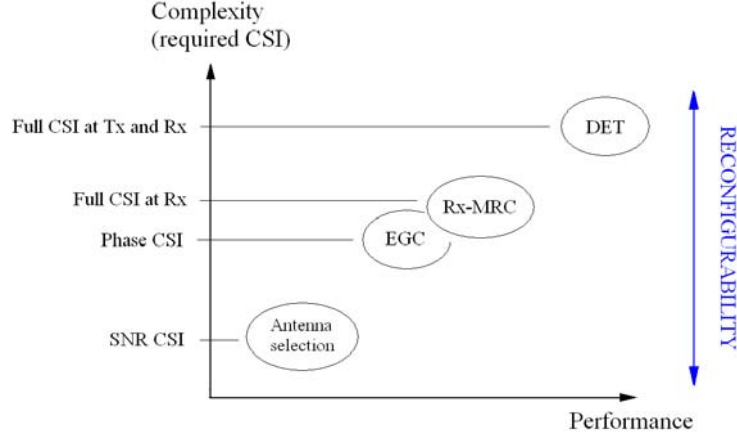 Complexity
(required CSI)
Full CSI at Tx and Rx
DET
Full CSI at Rx
Rx-MRC
Phase CSI
EGC
SNR CSI
Antenna
selection
Performance
RECONFIGURABILITY